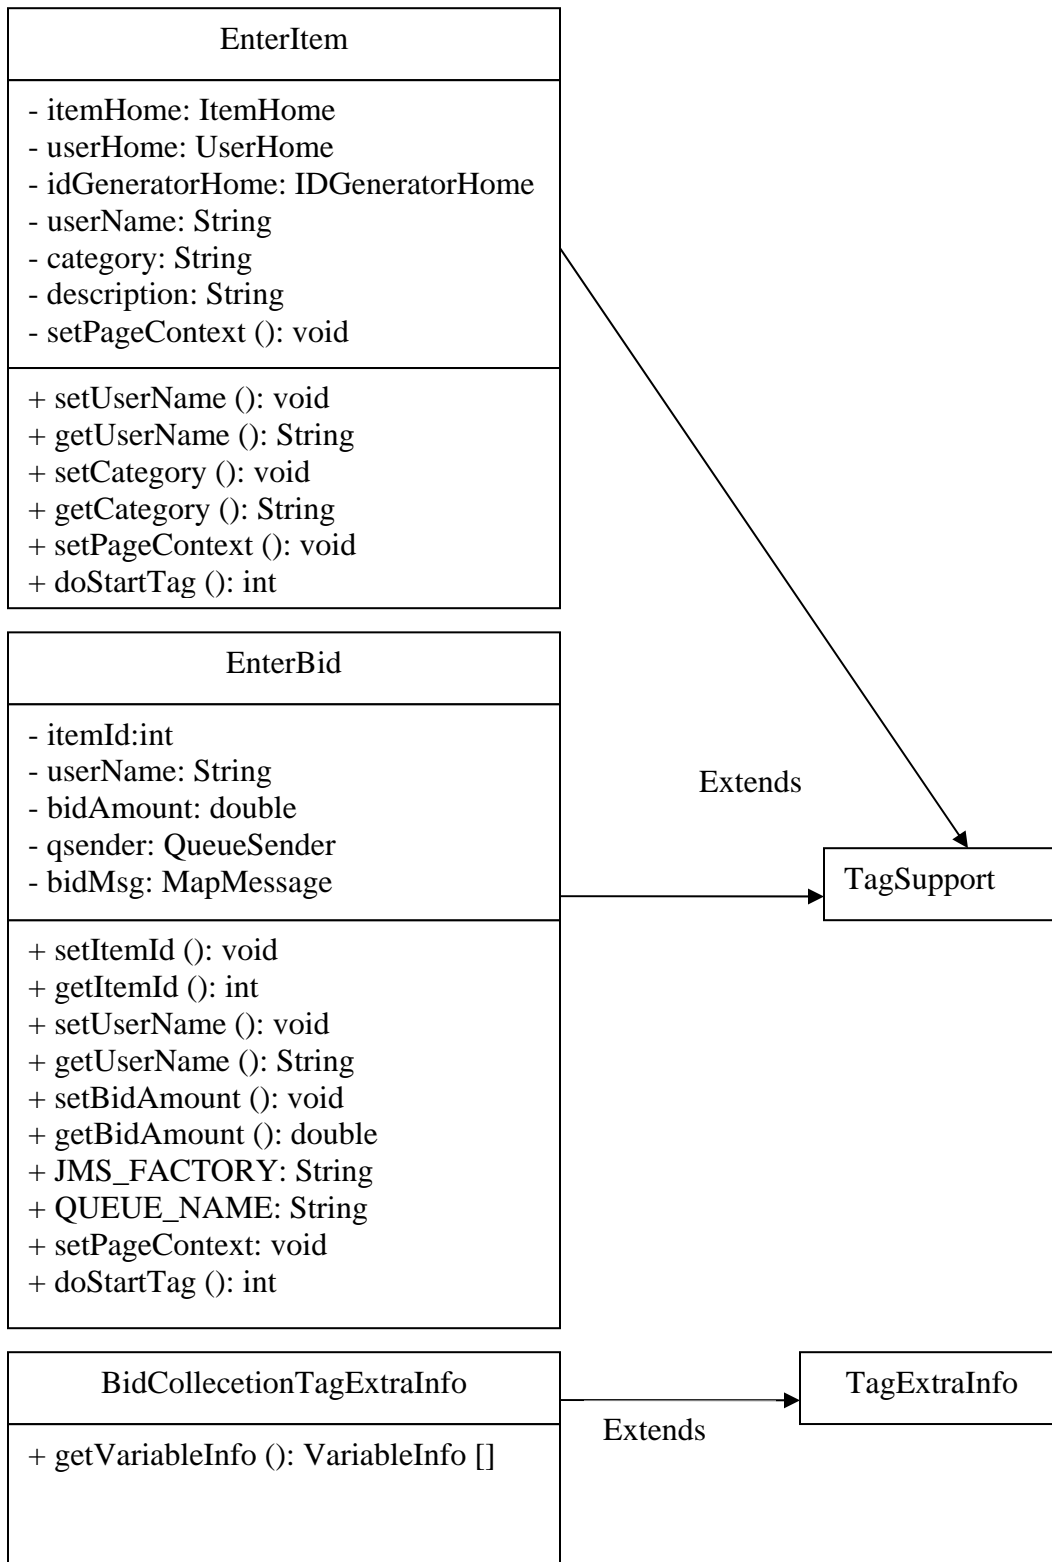 EnterItem
- itemHome: ItemHome
- userHome: UserHome
- idGeneratorHome: IDGeneratorHome
- userName: String
- category: String
- description: String
- setPageContext (): void
+ setUserName (): void
+ getUserName (): String
+ setCategory (): void
+ getCategory (): String
+ setPageContext (): void
+ doStartTag (): int
EnterBid
- itemId:int
- userName: String
- bidAmount: double
- qsender: QueueSender
- bidMsg: MapMessage
+ setItemId (): void
+ getItemId (): int
+ setUserName (): void
+ getUserName (): String
+ setBidAmount (): void
+ getBidAmount (): double
+ JMS_FACTORY: String
+ QUEUE_NAME: String
+ setPageContext: void
+ doStartTag (): int
Extends
TagSupport
BidCollecetionTagExtraInfo
+ getVariableInfo (): VariableInfo []
Extends
TagExtraInfo